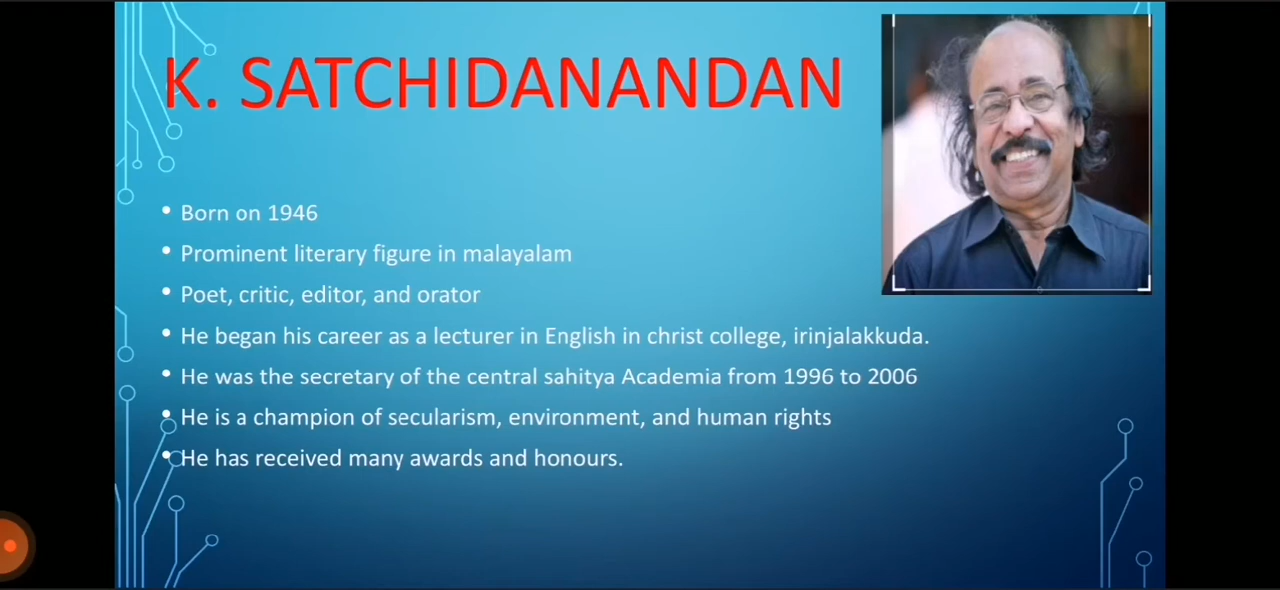 K. SATCHIDANANDAN
• Born on 1946
• Prominent literary figure in malayalam
• Poet, critic, editor, and orator
• He began his career as a lecturer in English in christ college, irinjalakkuda.
• He was the secretary of the central sahitya Academia from 1996 to 2006
• He is a champion of secularism, environment, and human rights
• He has received many awards and honours.